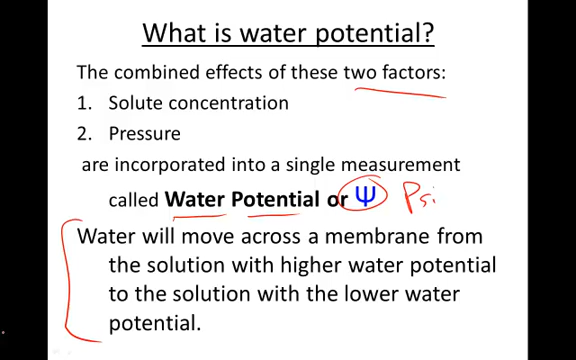 What is water potential?
The combined effects of these two factors:
1. Solute concentration
2. Pressure
are incorporated into a single measurement
called Water Potential or Ψ Psi
Water will move across a membrane from
the solution with higher water potential
to the solution with the lower water
potential.